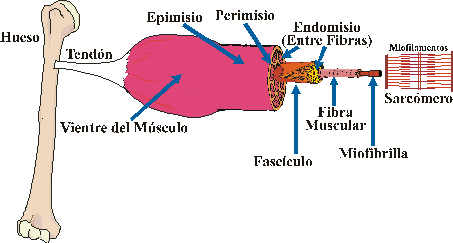 Hueso
Tendón
Epimisio
Perimisio
Endomisio
(Entre Fibras)
Miofilamentos
Sarcómero
Vientre del Músculo
Fascículo
Fibra
Muscular
Miofibrilla